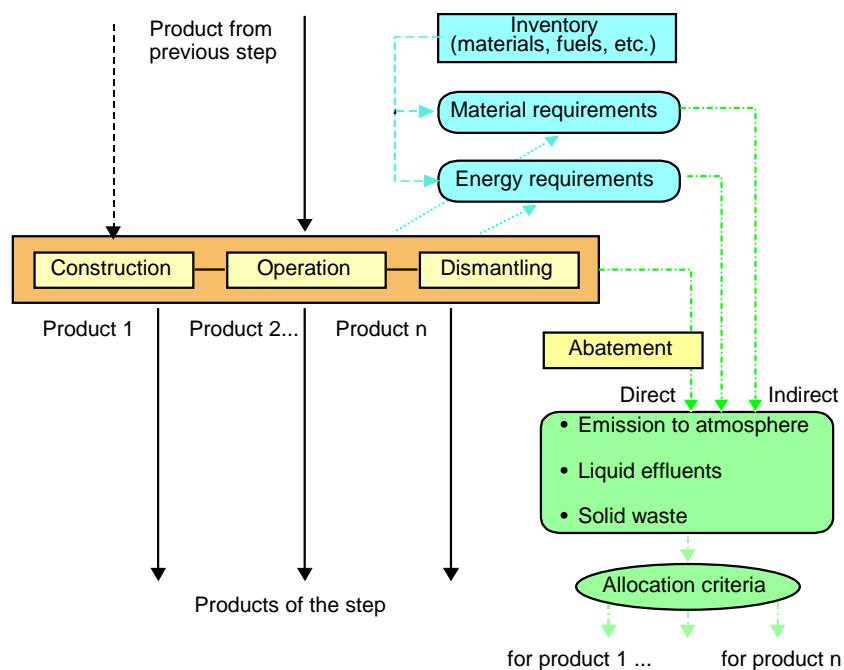 Product from
previous step
Inventory
(materials, fuels, etc.)
Material requirements
Energy requirements
Construction
Operation
Dismantling
Product 1
Product 2...
Product n
Abatement
Direct
Indirect
• Emission to atmosphere
• Liquid effluents
• Solid waste
Products of the step
Allocation criteria
for product 1 ...
for product n